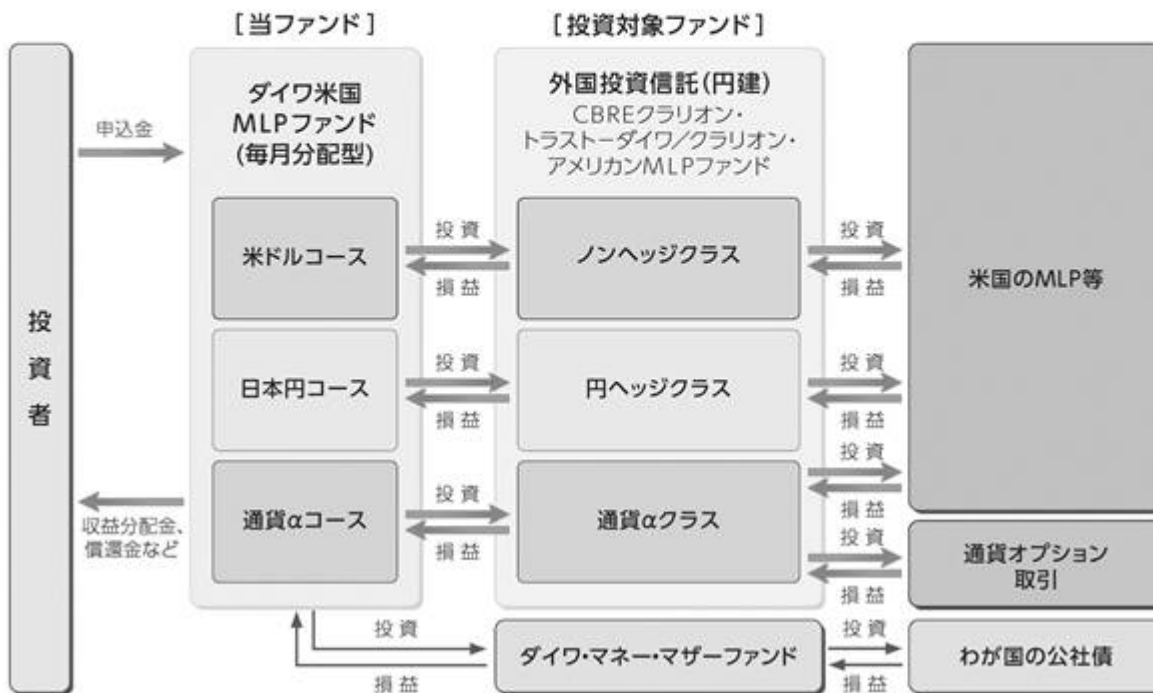 [当ファンド]
[投資対象ファンド]
投資者
申込金
収益分配金、
償還金など
ダイワ米国
MLPファンド
(毎月分配型)
外国投資信託(円建)
CBREクラリオン・
トラストーダイワ/クラリオン・
アメリカンMLPファンド
米ドルコース
投資
損益
ノンヘッジクラス
投資
損益
米国のMLP等
日本円コース
投資
損益
円ヘッジクラス
投資
損益
通貨αコース
投資
損益
通貨αクラス
投資
損益
投資
損益
通貨オプション
取引
投資
損益
ダイワ・マネー・マザーファンド
投資
損益
わが国の公社債